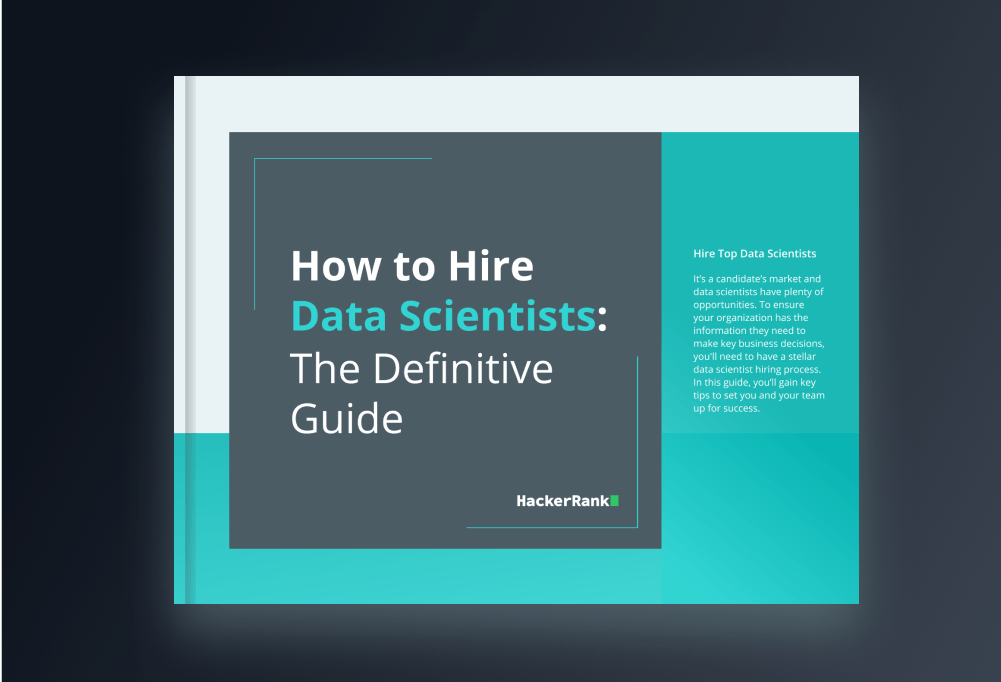 How to Hire
Data Scientists:
The Definitive
Guide
HackerRank
Hire Top Data Scientists
It's a candidate's market and
data scientists have plenty of
opportunities. To ensure
your organization has the
information they need to
make key business decisions,
you'll need to have a stellar
data scientist hiring process.
In this guide, you'll gain key
tips to set you and your team
up for success.